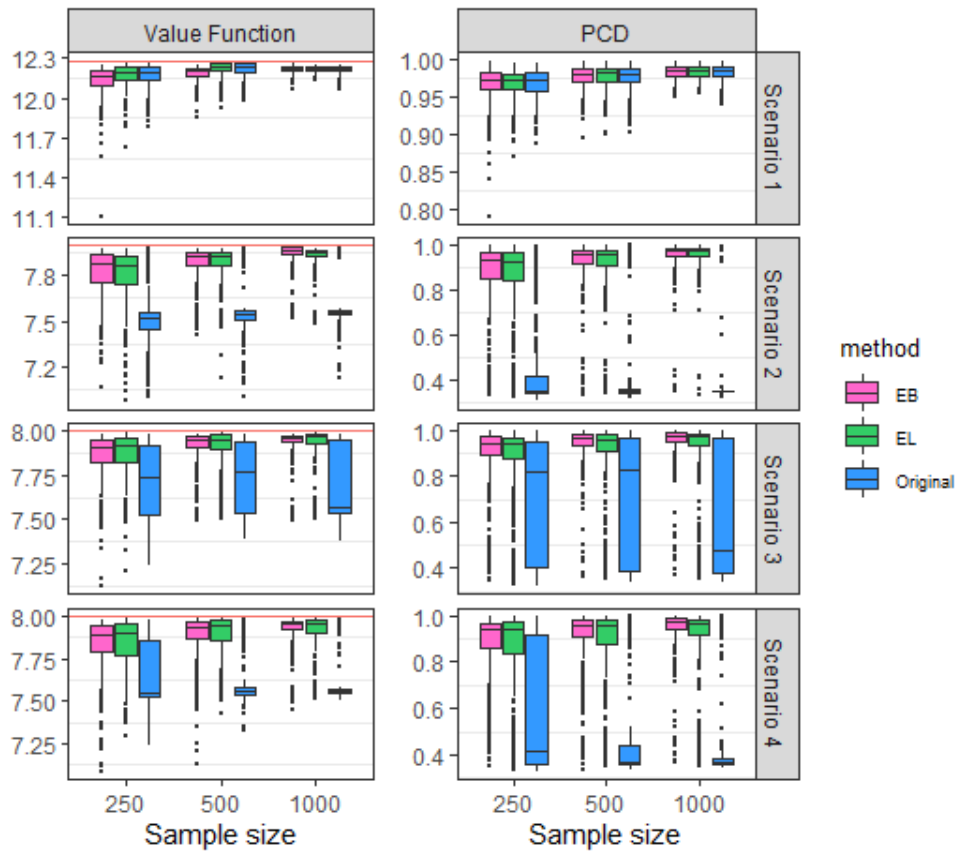 Value Function
PCD
12.3
12.0
11.7
11.4
11.1
1.00
0.95
0.90
0.85
0.80
Scenario 1
7.8
7.5
7.2
1.0
0.8
0.6
0.4
Scenario 2
8.00
7.75
7.50
7.25
1.0
0.8
0.6
0.4
Scenario 3
8.00
7.75
7.50
7.25
1.0
0.8
0.6
0.4
Scenario 4
250 500 1000
250 500 1000
Sample size
Sample size
method
EB
EL
Original